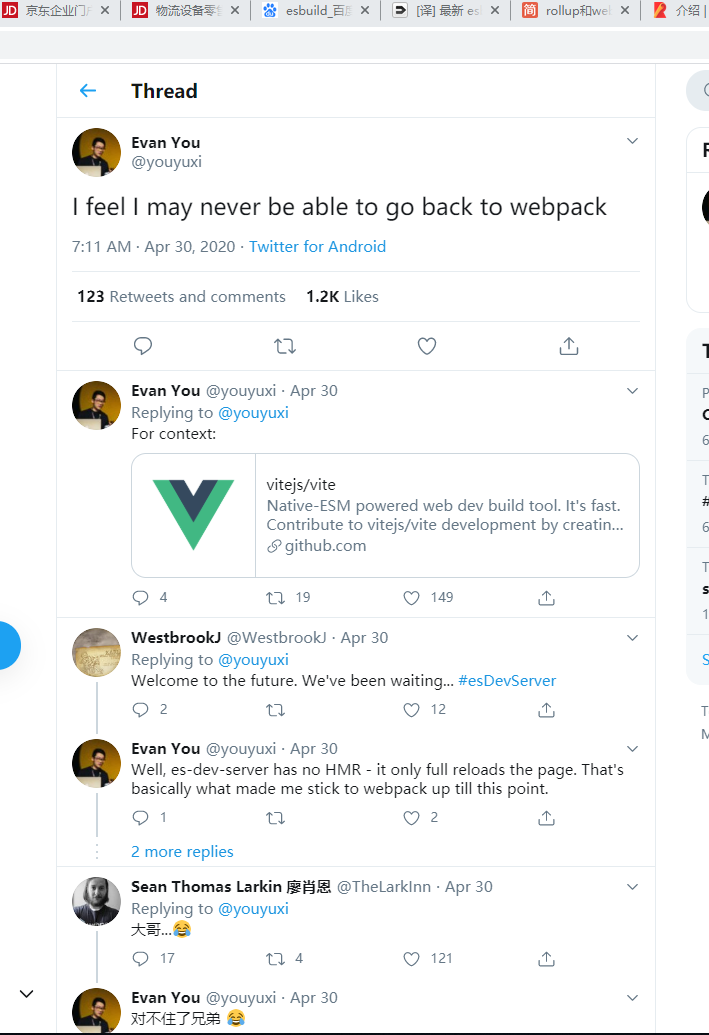 京东企业门户
物流设备零售
esbuild_百度
[译] 最新 es
rollup和web
介绍 |
Thread
Evan You
@youyuxi
I feel I may never be able to go back to webpack
7:11 AM · Apr 30, 2020 · Twitter for Android
123 Retweets and comments 1.2K Likes
Evan You @youyuxi · Apr 30
Replying to @youyuxi
For context:
vitejs/vite
Native-ESM powered web dev build tool. It's fast.
Contribute to vitejs/vite development by creatin...
github.com
4 19 149
WestbrookJ @WestbrookJ · Apr 30
Replying to @youyuxi
Welcome to the future. We've been waiting... #esDevServer
2 12
Evan You @youyuxi · Apr 30
Well, es-dev-server has no HMR - it only full reloads the page. That's
basically what made me stick to webpack up till this point.
1 2
2 more replies
Sean Thomas Larkin 廖肖恩 @TheLarkInn · Apr 30
Replying to @youyuxi
大哥...😂
17 4 121
Evan You @youyuxi · Apr 30
对不住了兄弟 😂